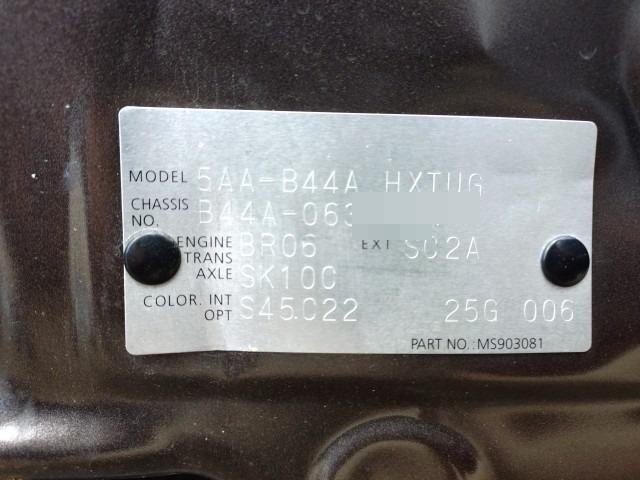 MODEL 5AA-B44A HXTUG
CHASSIS NO. B44A-063
ENGINE BR06 EXT S02A
TRANS AXLE SK10C
COLOR. INT OPT S45.C22 25G 006
PART NO.: MS903081